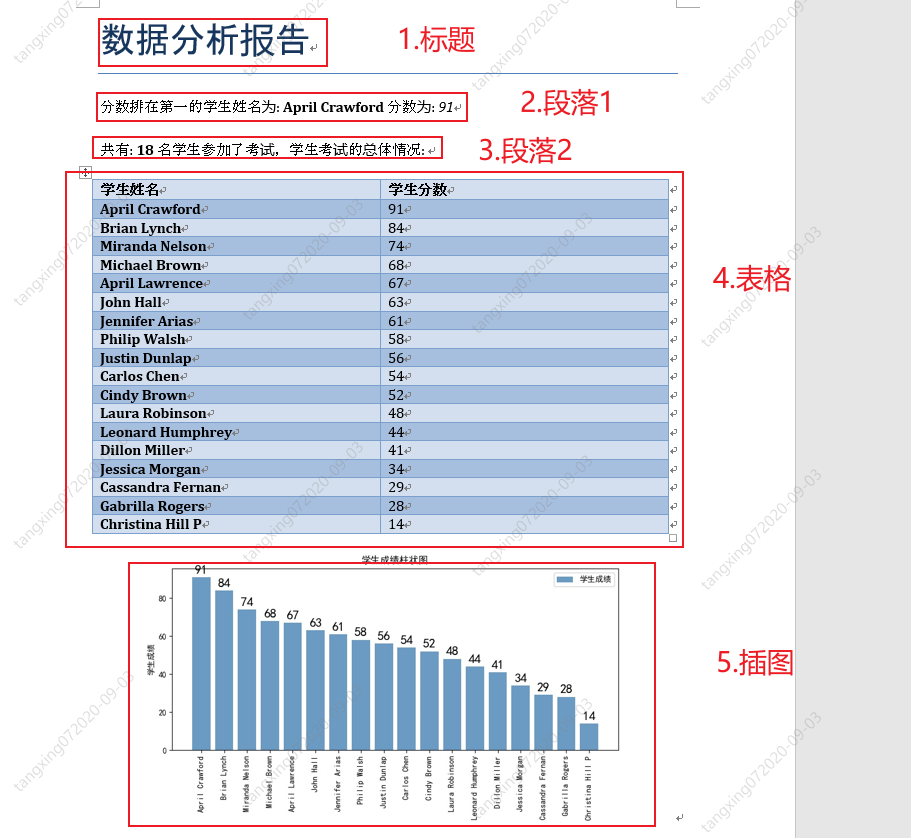 数据分析报告
1.标题
分数排在第一的学生姓名为: April Crawford 分数为: 91
2.段落1
共有: 18 名学生参加了考试，学生考试的总体情况:
3.段落2
学生姓名 学生分数
April Crawford 91
Brian Lynch 84
Miranda Nelson 74
Michael Brown 68
April Lawrence 67
John Hall 63
Jennifer Arias 61
Philip Walsh 58
Justin Dunlap 56
Carlos Chen 54
Cindy Brown 52
Laura Robinson 48
Leonard Humphrey 44
Dillon Miller 41
Jessica Morgan 34
Cassandra Fernan 29
Gabrilla Rogers 28
Christina Hill P 14
4.表格
学生成绩柱状图
学生成绩
91
84
74
68
67
63
61
58
56
54
52
48
44
41
34
29
28
14
学生成绩
80
60
40
20
0
April Crawford
Brian Lynch
Miranda Nelson
Michael Brown
April Lawrence
John Hall
Jennifer Arias
Philip Walsh
Justin Dunlap
Carlos Chen
Cindy Brown
Laura Robinson
Leonard Humphrey
Dillon Miller
Jessica Morgan
Cassandra Fernan
Gabrilla Rogers
Christina Hill P
5.插图
tangxing072020-09-03